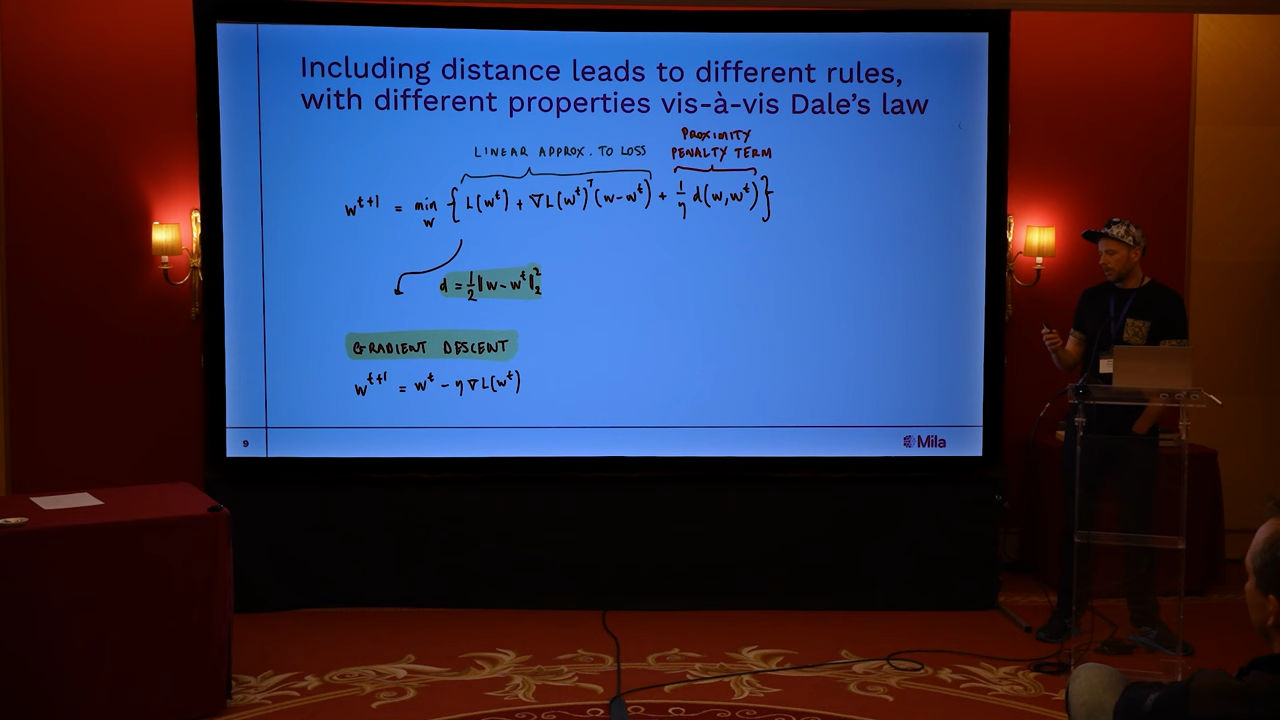 Including distance leads to different rules,
with different properties vis-à-vis Dale's law
PROXIMITY
LINEAR APPROX. TO LOSS PENALTY TERM
w^{t+1} = min_w { L(w^t) + ∇L(w^t)^T (w-w^t) + 1/η d(w,w^t) }
d = 1/2 ‖w - w^t‖_2^2
GRADIENT DESCENT
w^{t+1} = w^t - η∇L(w^t)
9 Mila